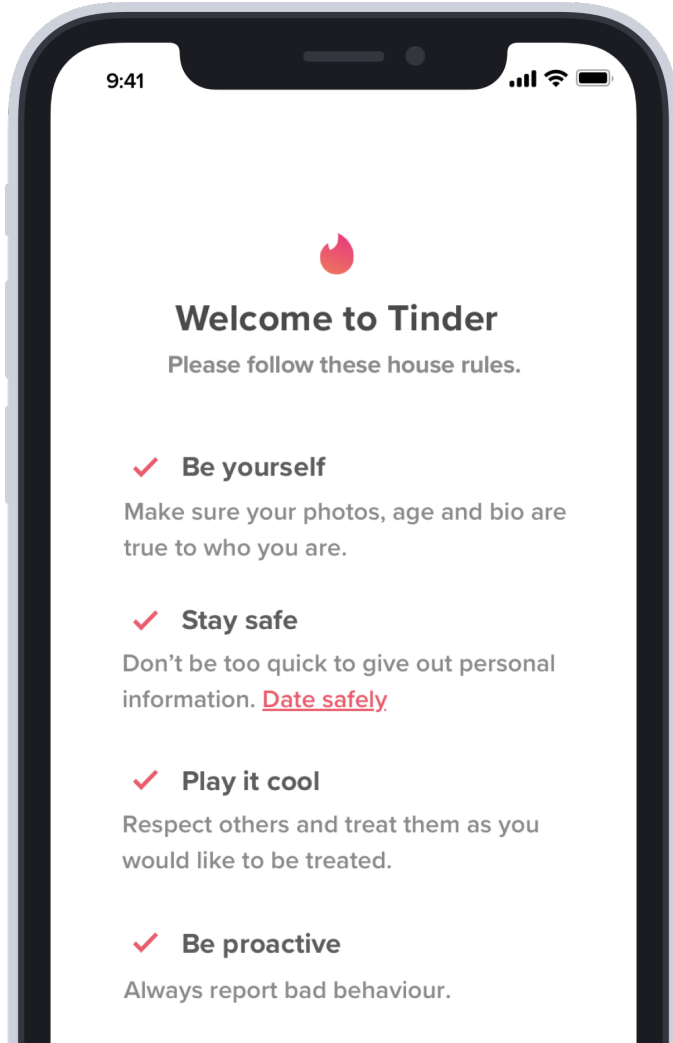 9:41
Welcome to Tinder
Please follow these house rules.
Be yourself
Make sure your photos, age and bio are
true to who you are.
Stay safe
Don’t be too quick to give out personal
information. Date safely
Play it cool
Respect others and treat them as you
would like to be treated.
Be proactive
Always report bad behaviour.